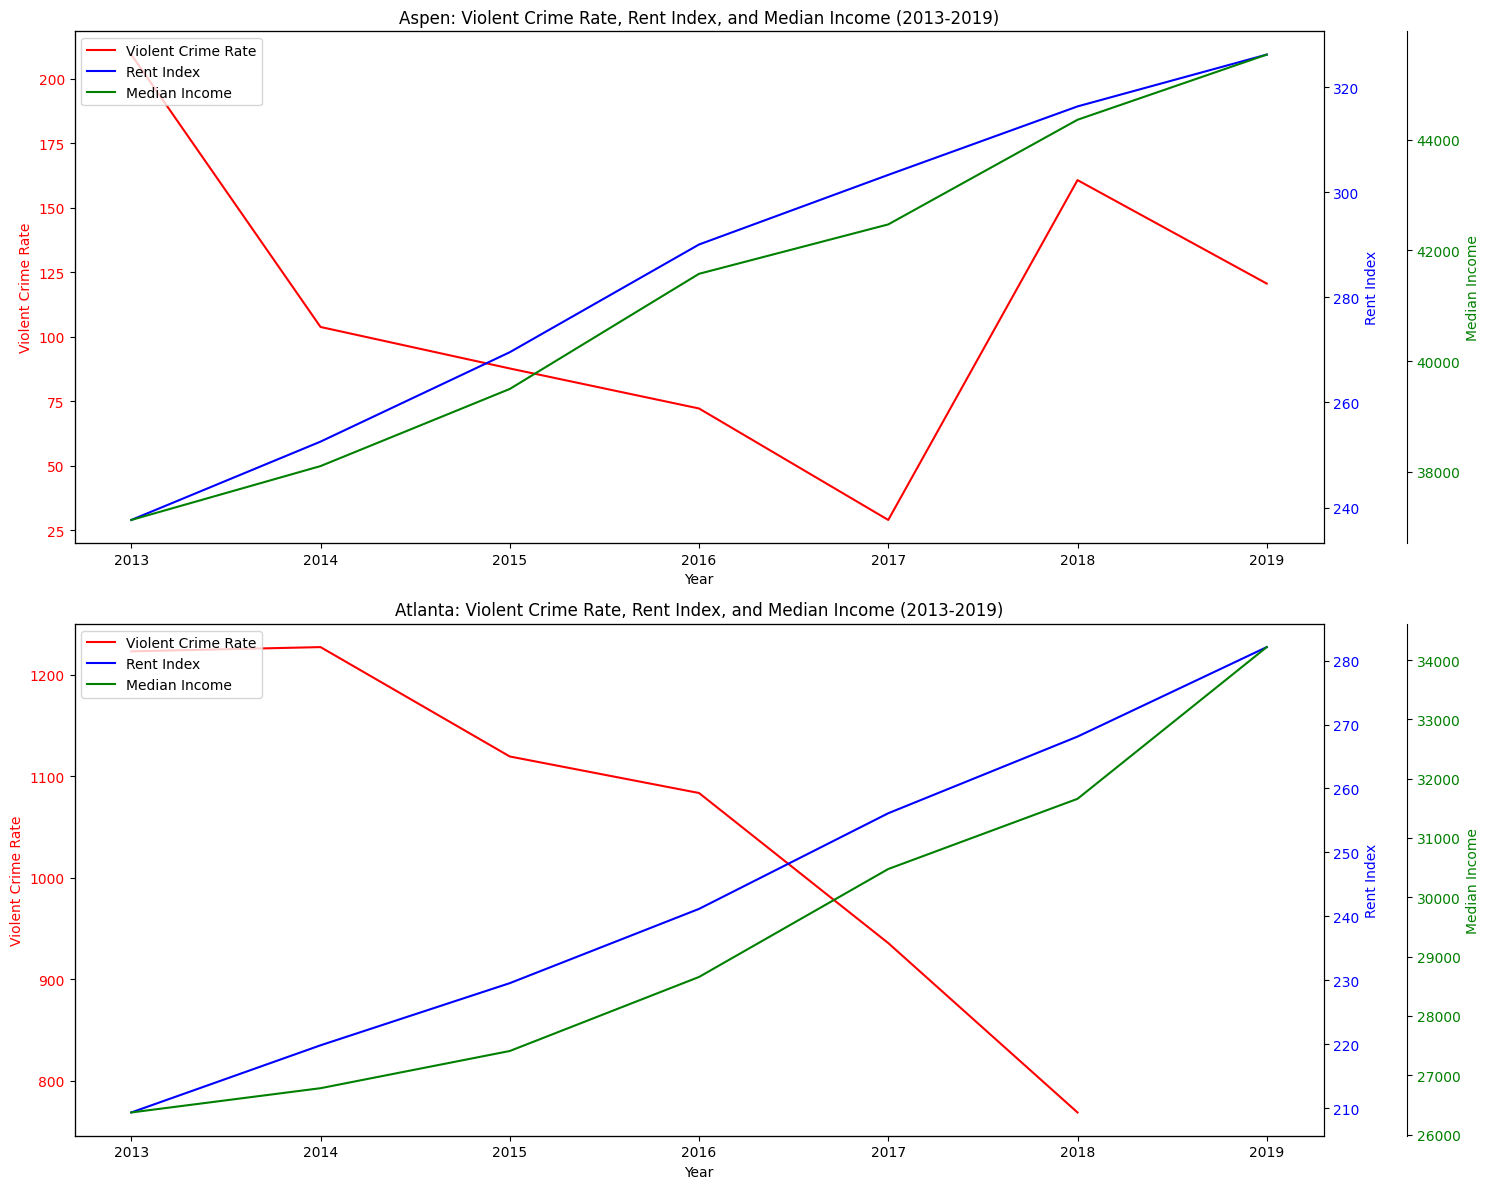 Aspen: Violent Crime Rate, Rent Index, and Median Income (2013-2019)
Violent Crime Rate
Rent Index
Median Income
200
175
150
125
100
75
50
25
Violent Crime Rate
320
300
280
260
240
Rent Index
44000
42000
40000
38000
Median Income
2013 2014 2015 2016 2017 2018 2019
Year
Atlanta: Violent Crime Rate, Rent Index, and Median Income (2013-2019)
Violent Crime Rate
Rent Index
Median Income
1200
1100
1000
900
800
Violent Crime Rate
280
270
260
250
240
230
220
210
Rent Index
34000
33000
32000
31000
30000
29000
28000
27000
26000
Median Income
2013 2014 2015 2016 2017 2018 2019
Year